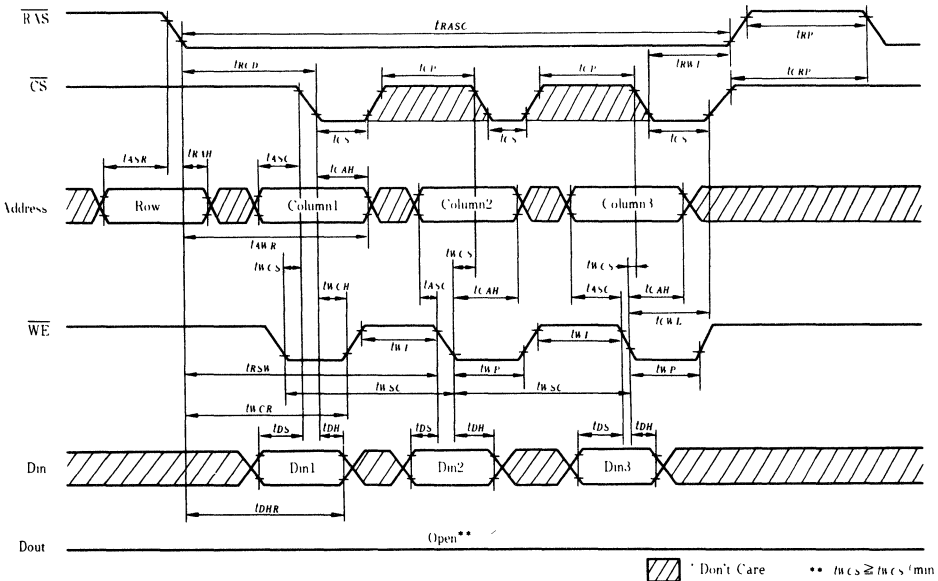 RAS
tRASC
tRP
tRCD
tCP
tCP
tRWL
tCRP
CS
tCS
tCS
tCS
tASR
tRAH
tASC
tCAH
Address
Row
Column1
Column2
Column3
tAWR
tWCS
tWCS
tWCS
tWCH
tASC
tCAH
tASC
tCAH
tCWL
WE
tWI
tWI
tRSW
tWP
tWP
tWSC
tWSC
tWCR
tDS
tDH
tDS
tDH
tDS
tDH
Din
Din1
Din2
Din3
tDHR
Dout
Open**
Don't Care
** tWCS ≧ tWCS (min